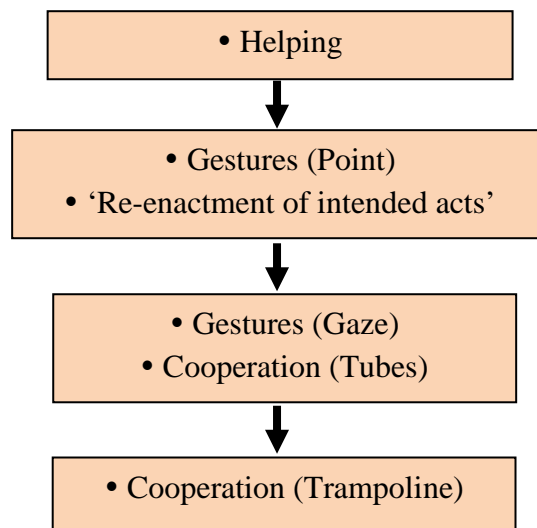 • Helping
• Gestures (Point)
• ‘Re-enactment of intended acts’
• Gestures (Gaze)
• Cooperation (Tubes)
• Cooperation (Trampoline)